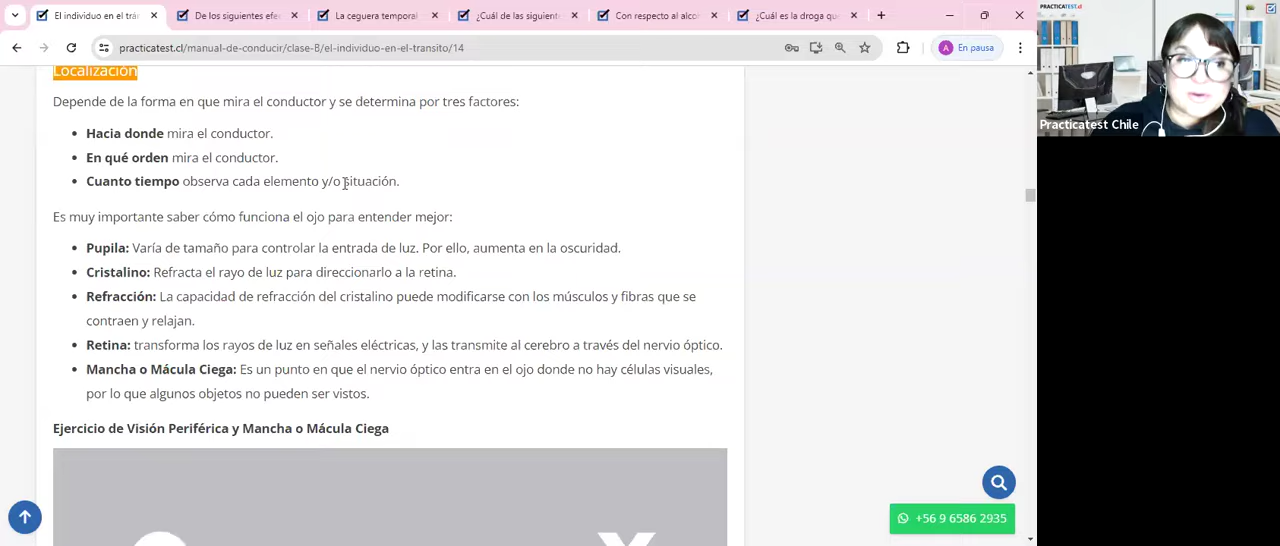 El individuo en el trán
De los siguientes efe
La ceguera temporal
¿Cuál de las siguient
Con respecto al alco
¿Cuál es la droga que
practicatest.cl/manual-de-conducir/clase-B/el-individuo-en-el-transito/14
A En pausa
PRACTICATEST.cl
Practicatest Chile
Localización
Depende de la forma en que mira el conductor y se determina por tres factores:
• Hacia donde mira el conductor.
• En qué orden mira el conductor.
• Cuanto tiempo observa cada elemento y/o situación.
Es muy importante saber cómo funciona el ojo para entender mejor:
• Pupila: Varía de tamaño para controlar la entrada de luz. Por ello, aumenta en la oscuridad.
• Cristalino: Refracta el rayo de luz para direccionarlo a la retina.
• Refracción: La capacidad de refracción del cristalino puede modificarse con los músculos y fibras que se
contraen y relajan.
• Retina: transforma los rayos de luz en señales eléctricas, y las transmite al cerebro a través del nervio óptico.
• Mancha o Mácula Ciega: Es un punto en que el nervio óptico entra en el ojo donde no hay células visuales,
por lo que algunos objetos no pueden ser vistos.
Ejercicio de Visión Periférica y Mancha o Mácula Ciega
X
+56 9 6586 2935